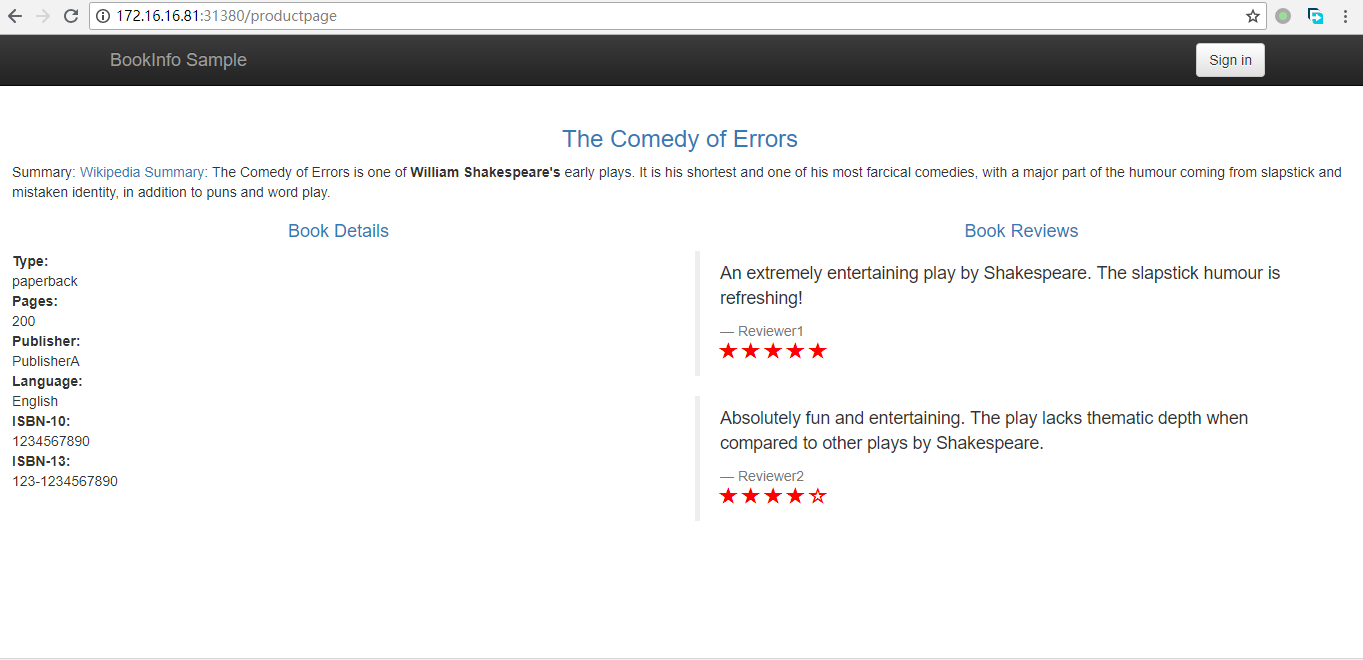 172.16.16.81:31380/productpage
BookInfo Sample
Sign in
The Comedy of Errors
Summary: Wikipedia Summary: The Comedy of Errors is one of William Shakespeare's early plays. It is his shortest and one of his most farcical comedies, with a major part of the humour coming from slapstick and
mistaken identity, in addition to puns and word play.
Book Details
Type:
paperback
Pages:
200
Publisher:
PublisherA
Language:
English
ISBN-10:
1234567890
ISBN-13:
123-1234567890
Book Reviews
An extremely entertaining play by Shakespeare. The slapstick humour is
refreshing!
— Reviewer1
Absolutely fun and entertaining. The play lacks thematic depth when
compared to other plays by Shakespeare.
— Reviewer2